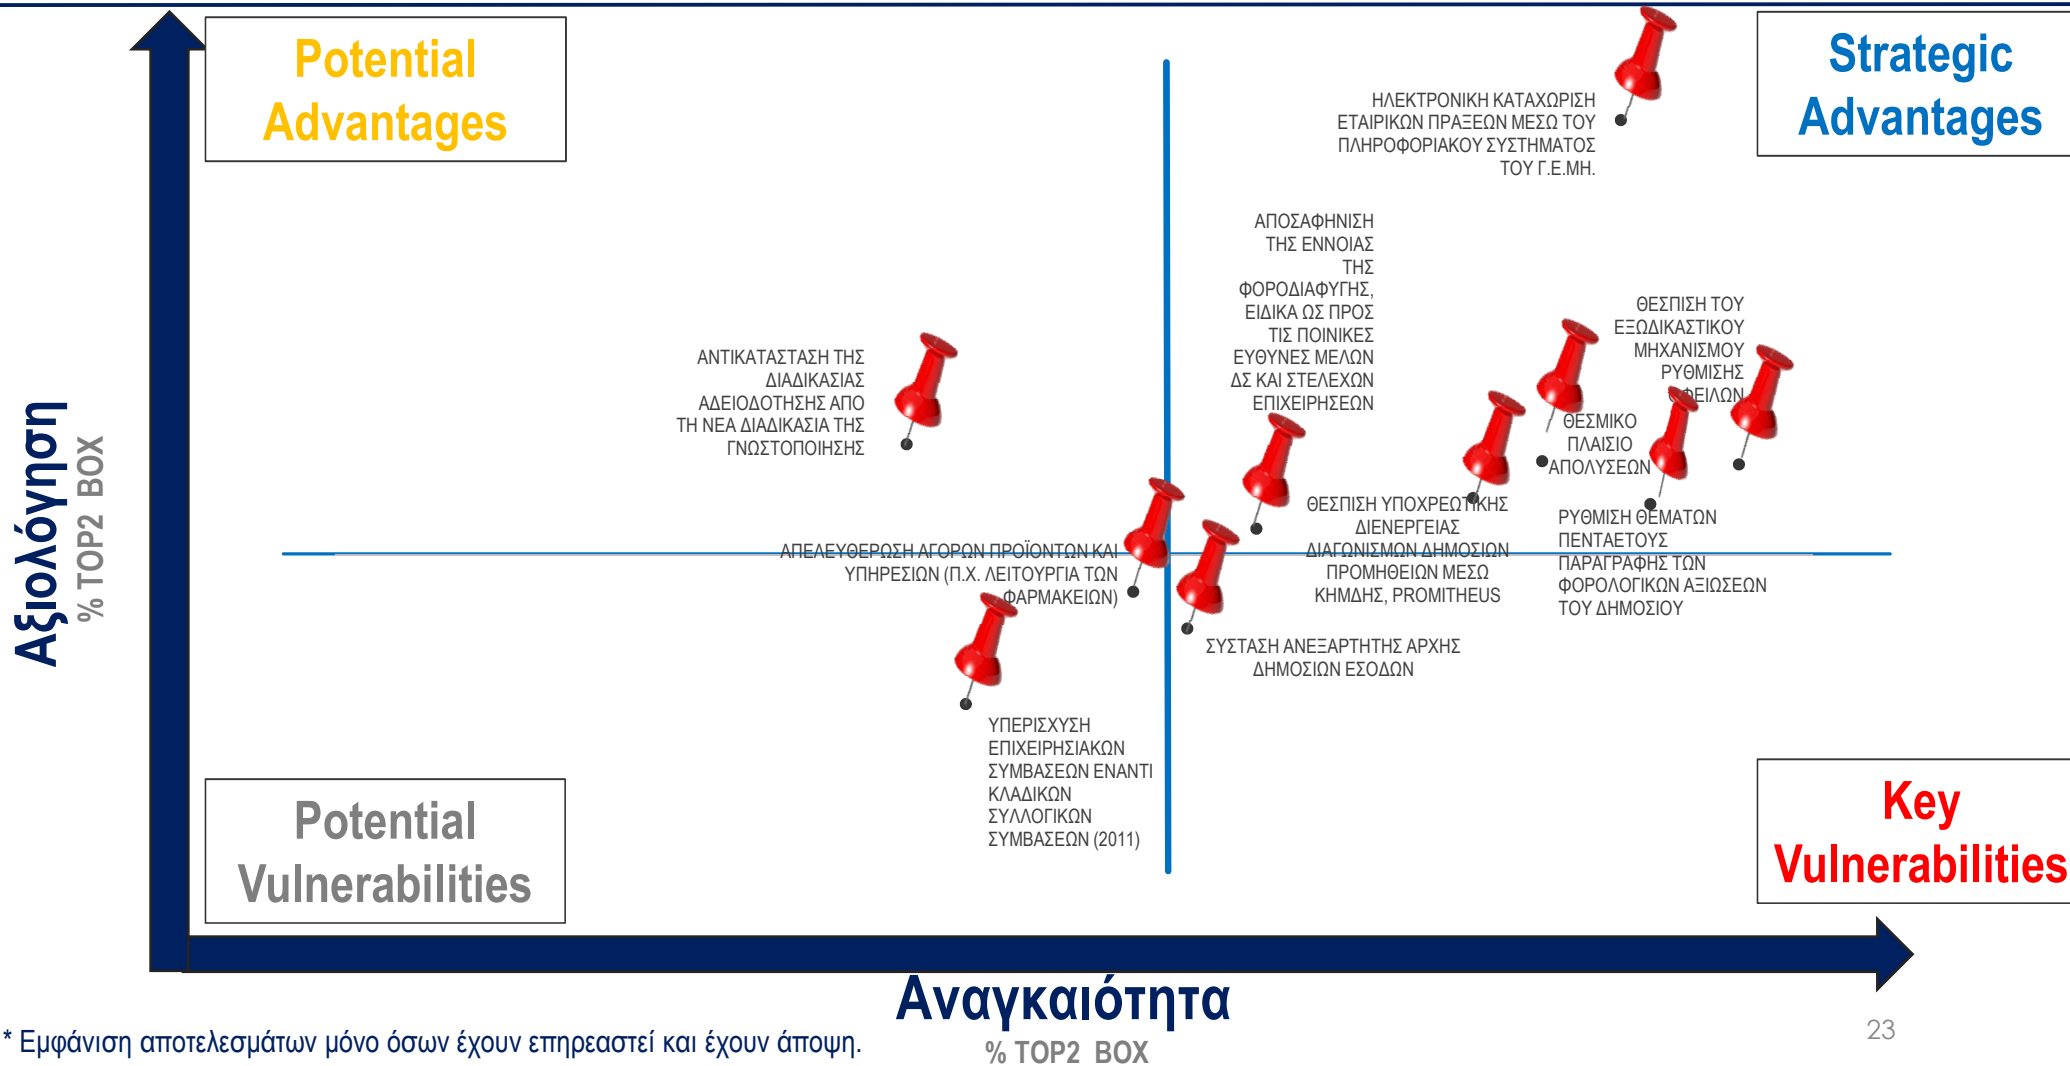 Potential
Advantages
Strategic
Advantages
ΗΛΕΚΤΡΟΝΙΚΗ ΚΑΤΑΧΩΡΙΣΗ
ΕΤΑΙΡΙΚΩΝ ΠΡΑΞΕΩΝ ΜΕΣΩ ΤΟΥ
ΠΛΗΡΟΦΟΡΙΑΚΟΥ ΣΥΣΤΗΜΑΤΟΣ
ΤΟΥ Γ.Ε.ΜΗ.
ΑΠΟΣΑΦΗΝΙΣΗ
ΤΗΣ ΕΝΝΟΙΑΣ
ΤΗΣ
ΦΟΡΟΔΙΑΦΥΓΗΣ,
ΕΙΔΙΚΑ ΩΣ ΠΡΟΣ
ΤΙΣ ΠΟΙΝΙΚΕΣ
ΕΥΘΥΝΕΣ ΜΕΛΩΝ
ΔΣ ΚΑΙ ΣΤΕΛΕΧΩΝ
ΕΠΙΧΕΙΡΗΣΕΩΝ
ΘΕΣΠΙΣΗ ΤΟΥ
ΕΞΩΔΙΚΑΣΤΙΚΟΥ
ΜΗΧΑΝΙΣΜΟΥ
ΡΥΘΜΙΣΗΣ
ΟΦΕΙΛΩΝ
ΑΝΤΙΚΑΤΑΣΤΑΣΗ ΤΗΣ
ΔΙΑΔΙΚΑΣΙΑΣ
ΑΔΕΙΟΔΟΤΗΣΗΣ ΑΠΟ
ΤΗ ΝΕΑ ΔΙΑΔΙΚΑΣΙΑ ΤΗΣ
ΓΝΩΣΤΟΠΟΙΗΣΗΣ
ΘΕΣΜΙΚΟ
ΠΛΑΙΣΙΟ
ΑΠΟΛΥΣΕΩΝ
ΘΕΣΠΙΣΗ ΥΠΟΧΡΕΩΤΙΚΗΣ
ΔΙΕΝΕΡΓΕΙΑΣ
ΔΙΑΓΩΝΙΣΜΩΝ ΔΗΜΟΣΙΩΝ
ΠΡΟΜΗΘΕΙΩΝ ΜΕΣΩ
ΚΗΜΔΗΣ, PROMITHEUS
ΡΥΘΜΙΣΗ ΘΕΜΑΤΩΝ
ΠΕΝΤΑΕΤΟΥΣ
ΠΑΡΑΓΡΑΦΗΣ ΤΩΝ
ΦΟΡΟΛΟΓΙΚΩΝ ΑΞΙΩΣΕΩΝ
ΤΟΥ ΔΗΜΟΣΙΟΥ
ΑΠΕΛΕΥΘΕΡΩΣΗ ΑΓΟΡΩΝ ΠΡΟΪΟΝΤΩΝ ΚΑΙ
ΥΠΗΡΕΣΙΩΝ (Π.Χ. ΛΕΙΤΟΥΡΓΙΑ ΤΩΝ
ΦΑΡΜΑΚΕΙΩΝ)
ΣΥΣΤΑΣΗ ΑΝΕΞΑΡΤΗΤΗΣ ΑΡΧΗΣ
ΔΗΜΟΣΙΩΝ ΕΣΟΔΩΝ
ΥΠΕΡΙΣΧΥΣΗ
ΕΠΙΧΕΙΡΗΣΙΑΚΩΝ
ΣΥΜΒΑΣΕΩΝ ΕΝΑΝΤΙ
ΚΛΑΔΙΚΩΝ
ΣΥΛΛΟΓΙΚΩΝ
ΣΥΜΒΑΣΕΩΝ (2011)
Αξιολόγηση
% TOP2 BOX
Potential
Vulnerabilities
Key
Vulnerabilities
Αναγκαιότητα
% TOP2 BOX
* Εμφάνιση αποτελεσμάτων μόνο όσων έχουν επηρεαστεί και έχουν άποψη.
23